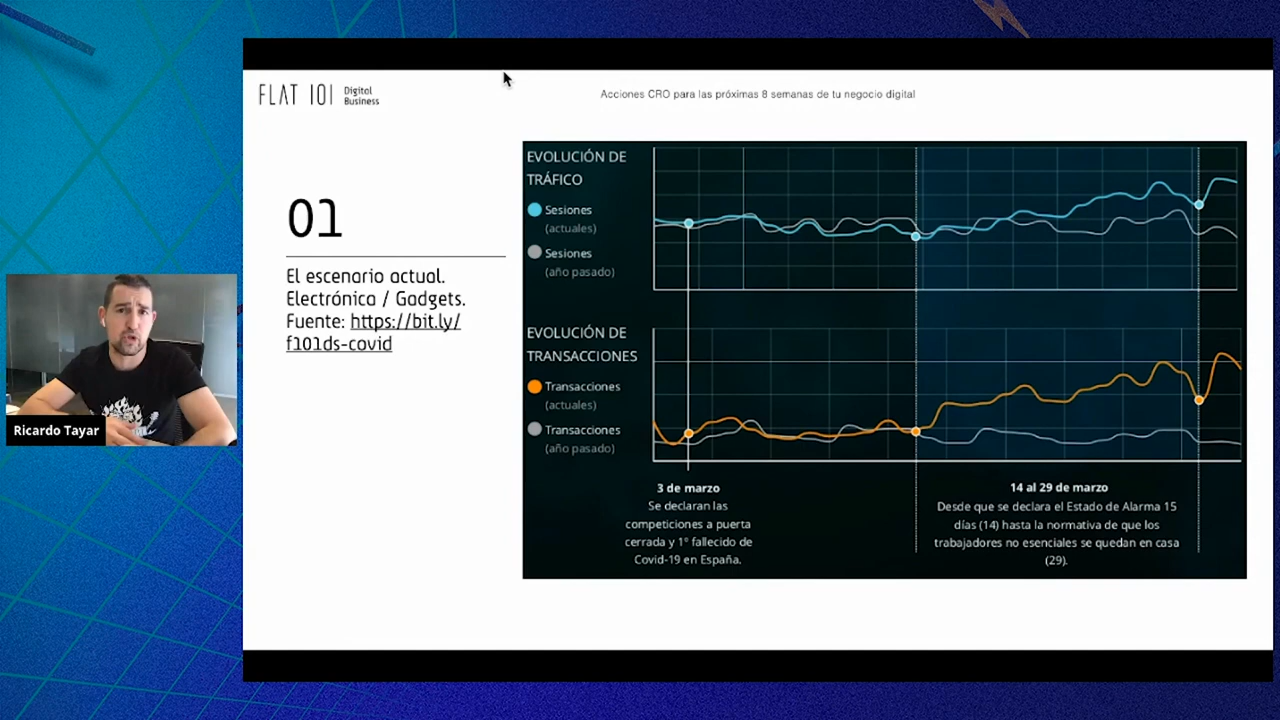 FLAT 101 Digital
Business
Acciones CRO para las próximas 8 semanas de tu negocio digital
01
El escenario actual.
Electrónica / Gadgets.
Fuente: https://bit.ly/
f101ds-covid
EVOLUCIÓN DE
TRÁFICO
Sesiones
(actuales)
Sesiones
(año pasado)
EVOLUCIÓN DE
TRANSACCIONES
Transacciones
(actuales)
Transacciones
(año pasado)
3 de marzo
Se declaran las
competiciones a puerta
cerrada y 1º fallecido de
Covid-19 en España.
14 al 29 de marzo
Desde que se declara el Estado de Alarma 15
días (14) hasta la normativa de que los
trabajadores no esenciales se quedan en casa
(29).
Ricardo Tayar